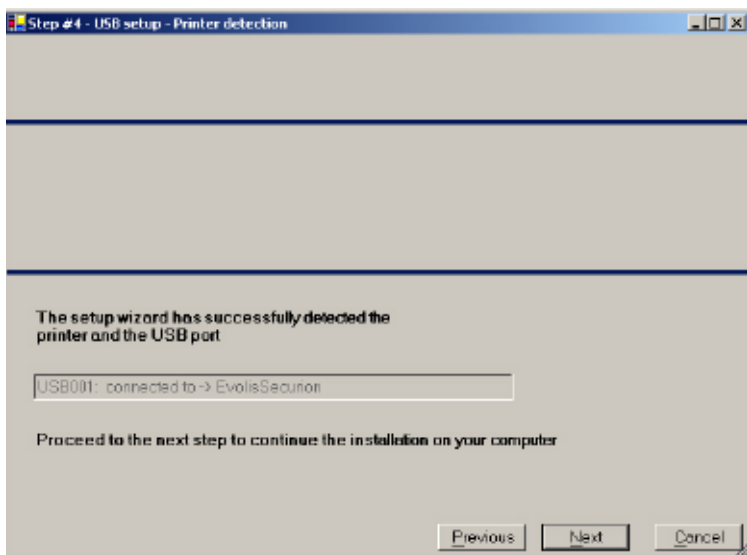 Step #4 - USB setup - Printer detection
The setup wizard has successfully detected the
printer and the USB port
USB001: connected to -> EvolisSecurion
Proceed to the next step to continue the installation on your computer
Previous
Next
Cancel